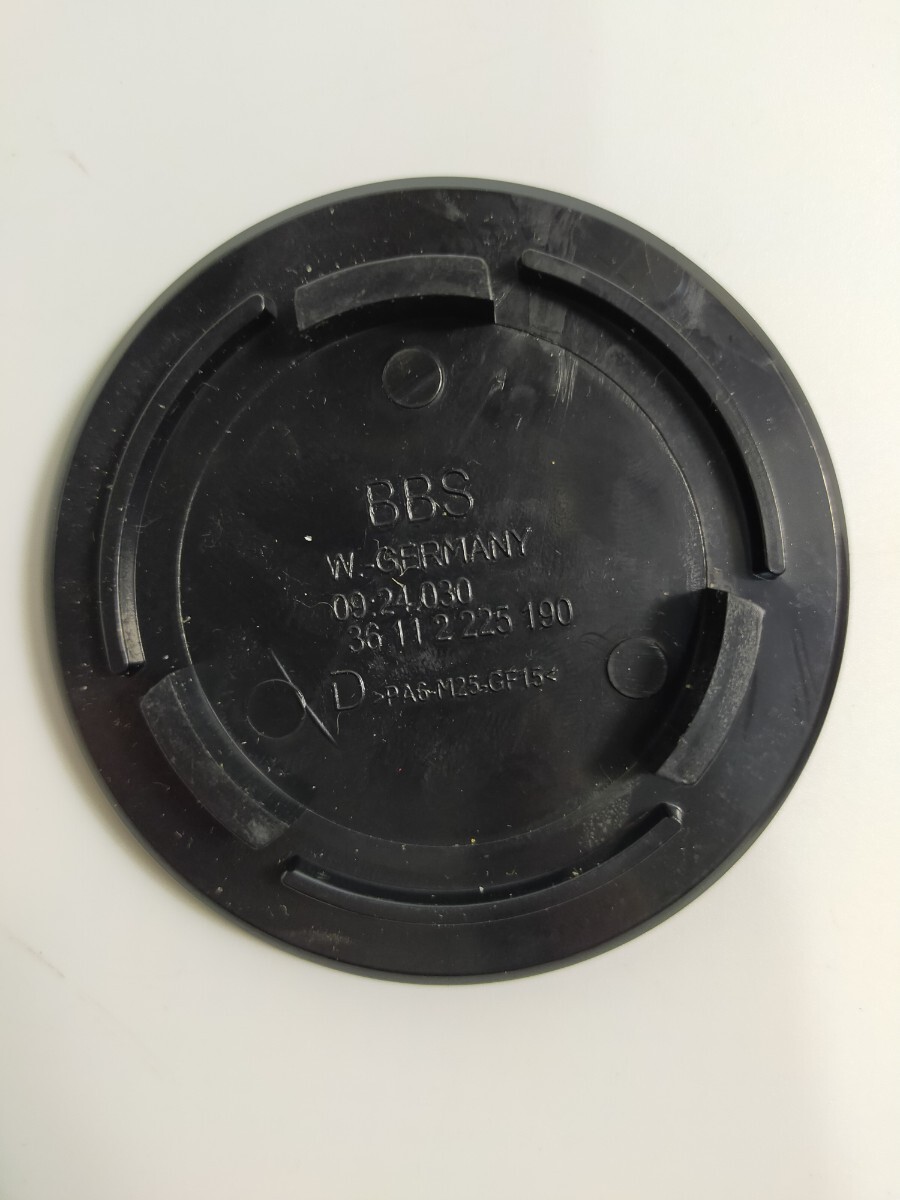 BBS
W.-GERMANY
09.24.030
36 11 2 225 190
D >PA6-M25-GF15<